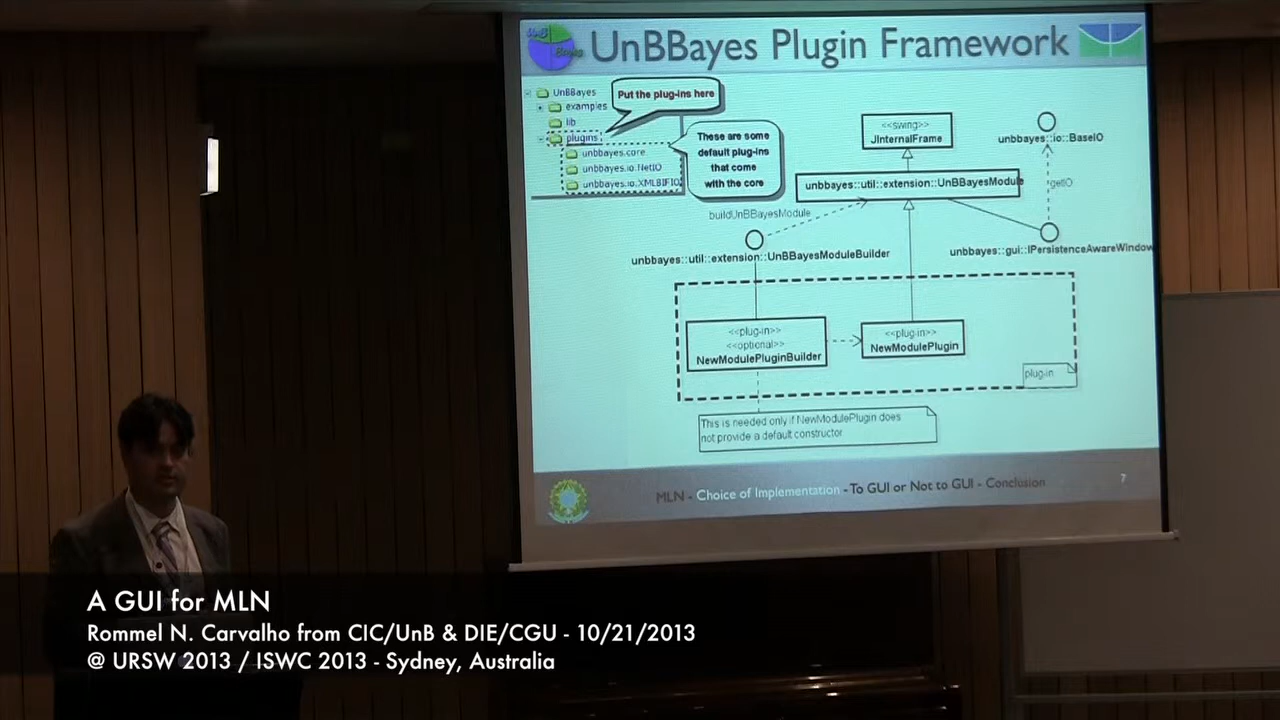 UnB
Bayes
UnBBayes Plugin Framework
UnBBayes
examples
lib
plugins
unbbayes.core
unbbayes.io.NetIO
unbbayes.io.XMLBIFIO
Put the plug-ins here
These are some
default plug-ins
that come
with the core
<<swing>>
JInternalFrame
unbbayes::io::BaseIO
unbbayes::util::extension::UnBBayesModule
getIO
buildUnBBayesModule
unbbayes::util::extension::UnBBayesModuleBuilder
unbbayes::gui::IPersistenceAwareWindow
<<plug-in>>
<<optional>>
NewModulePluginBuilder
<<plug-in>>
NewModulePlugin
plug-in
This is needed only if NewModulePlugin does
not provide a default constructor
MLN - Choice of Implementation - To GUI or Not to GUI - Conclusion
7
A GUI for MLN
Rommel N. Carvalho from CIC/UnB & DIE/CGU - 10/21/2013
@ URSW 2013 / ISWC 2013 - Sydney, Australia